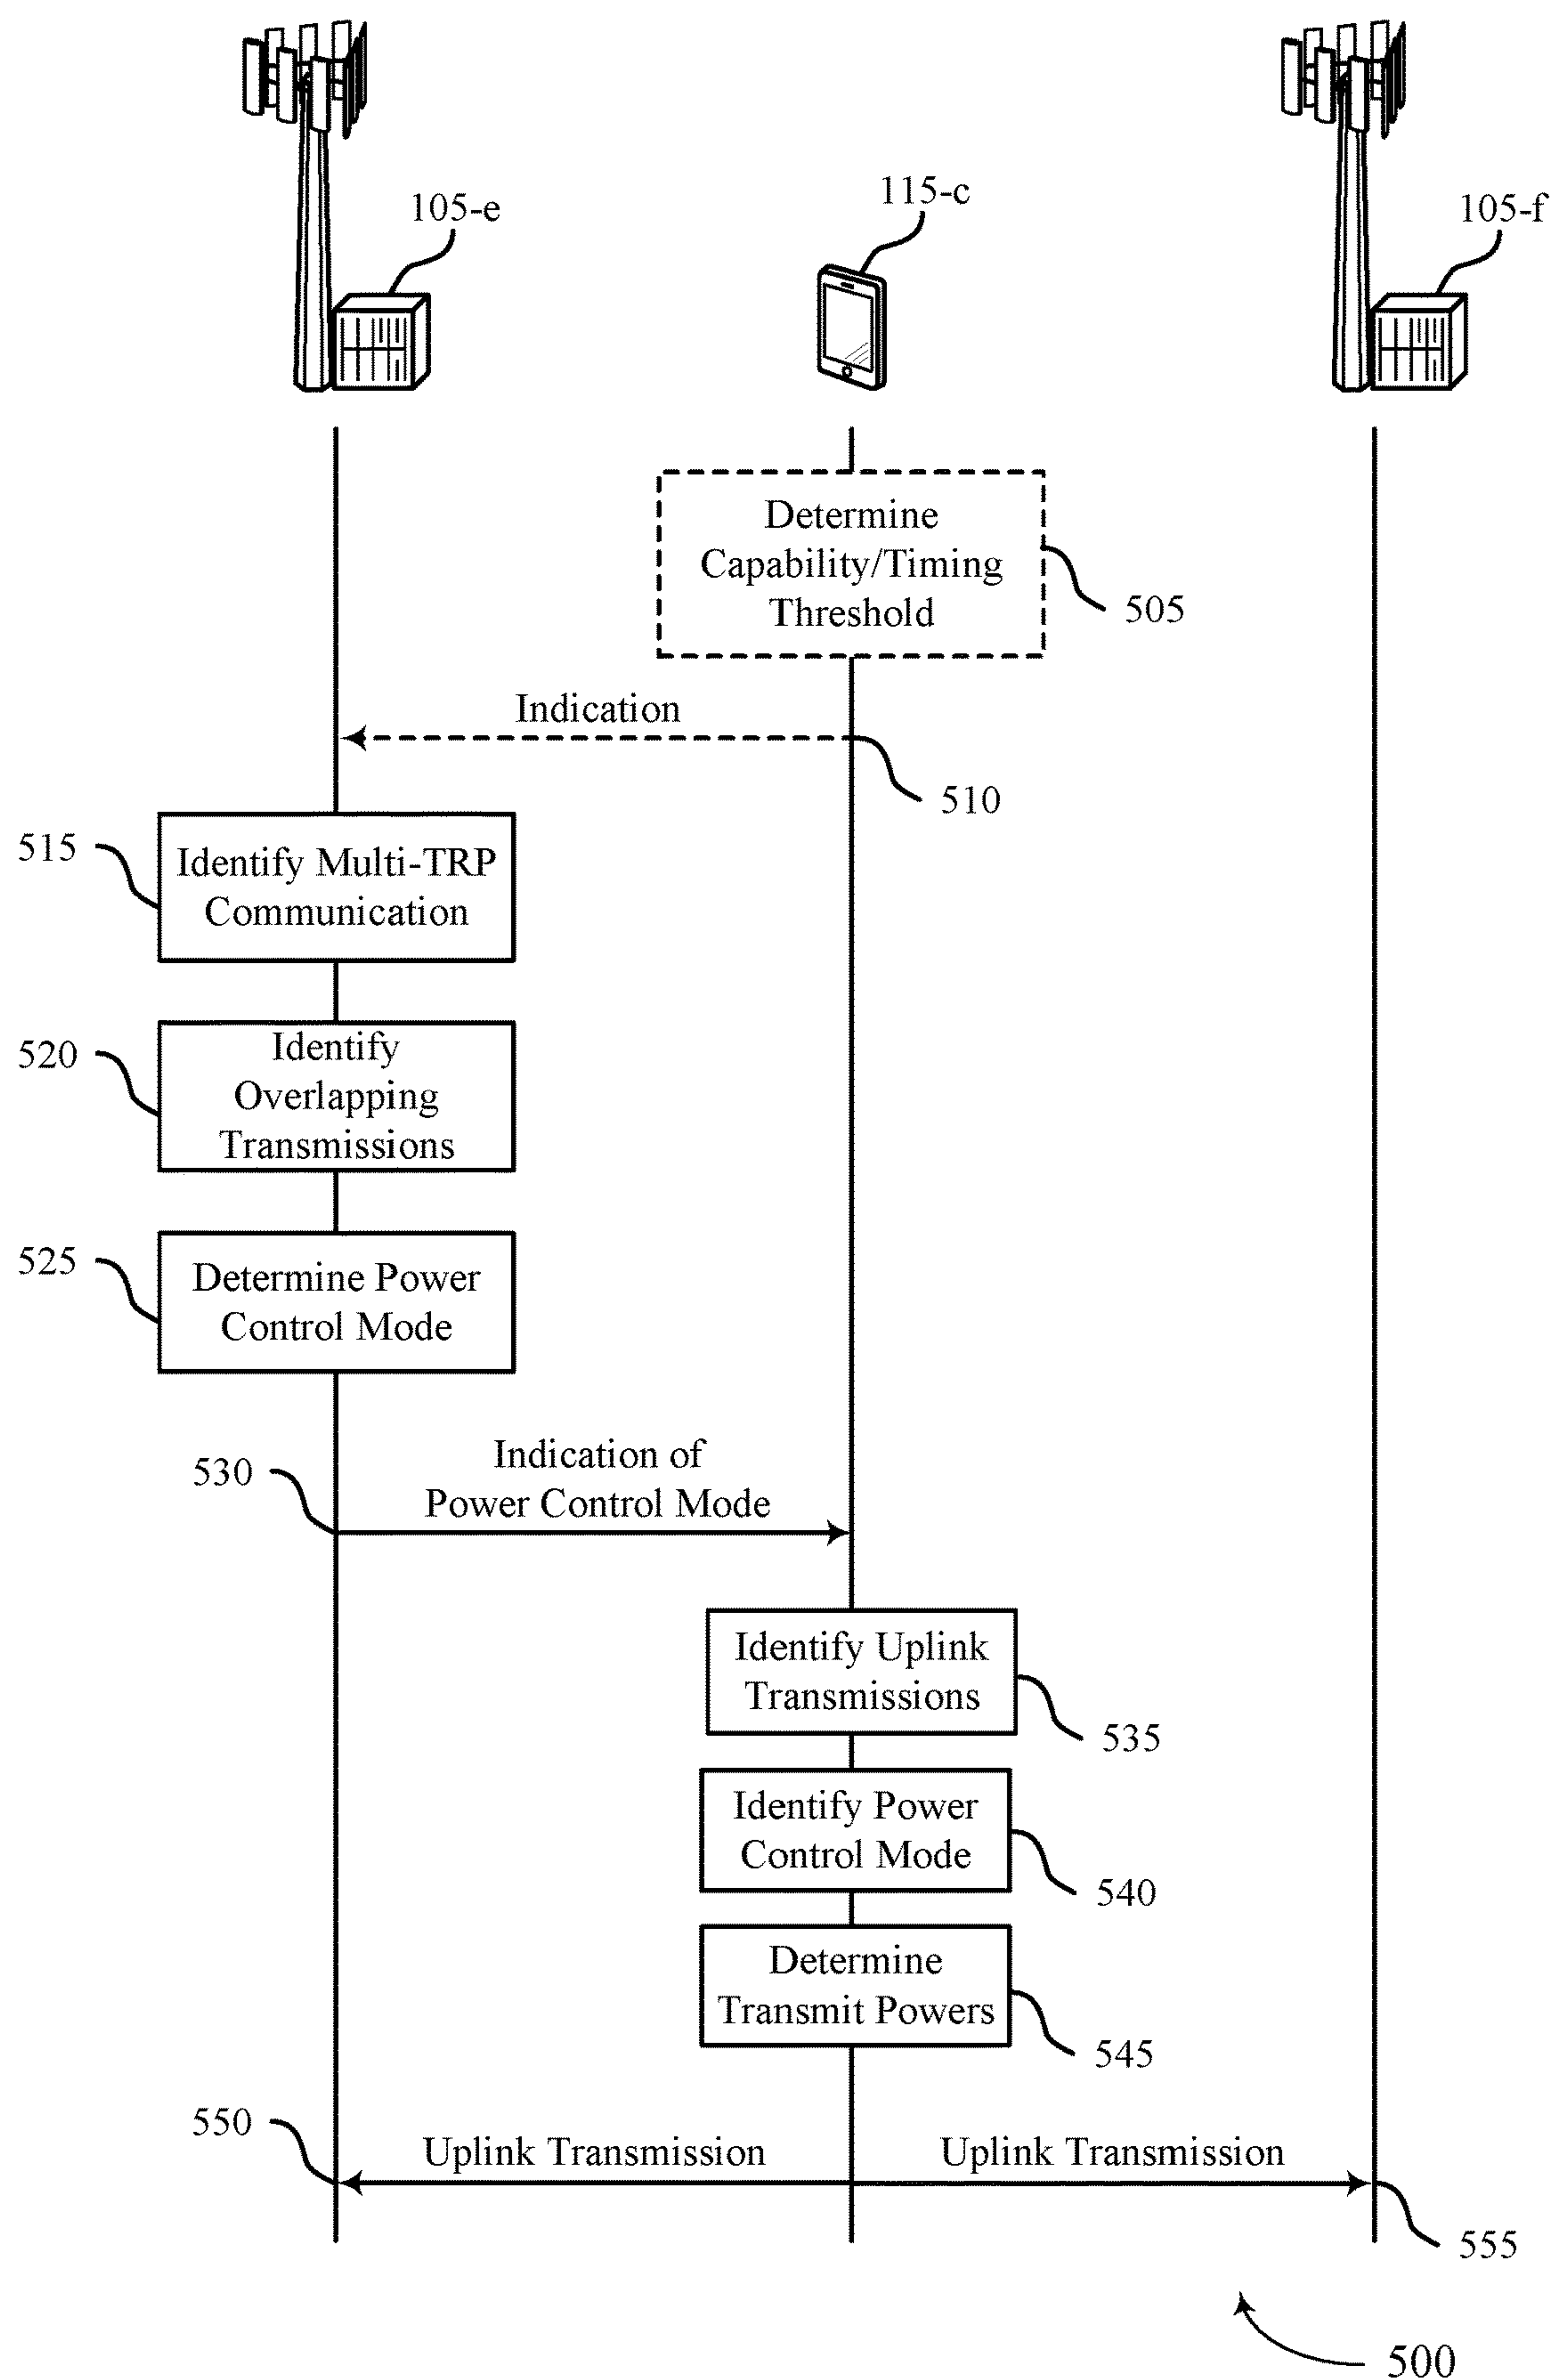 105-e
115-c
105-f
Determine
Capability/Timing
Threshold
505
Indication
510
515
Identify Multi-TRP
Communication
520
Identify
Overlapping
Transmissions
525
Determine Power
Control Mode
530
Indication of
Power Control Mode
Identify Uplink
Transmissions
535
Identify Power
Control Mode
540
Determine
Transmit Powers
545
550
Uplink Transmission
Uplink Transmission
555
500